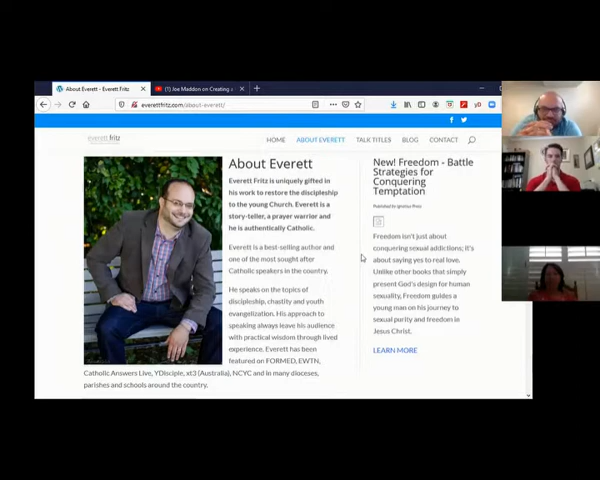 About Everett - Everett Fritz
(1) Joe Maddon on Creating a
everettfritz.com/about-everett/
everett.fritz
HOME
ABOUT EVERETT
TALK TITLES
BLOG
CONTACT
About Everett
Everett Fritz is uniquely gifted in
his work to restore the discipleship
to the young Church. Everett is a
story-teller, a prayer warrior and
he is authentically Catholic.
Everett is a best-selling author and
one of the most sought after
Catholic speakers in the country.
He speaks on the topics of
discipleship, chastity and youth
evangelization. His approach to
speaking always leave his audience
with practical wisdom through lived
experience. Everett has been
featured on FORMED, EWTN,
Catholic Answers Live, YDisciple, xt3 (Australia), NCYC and in many dioceses,
parishes and schools around the country.
New! Freedom - Battle
Strategies for
Conquering
Temptation
Published by Ignatius Press
Freedom isn't just about
conquering sexual addictions; it's
about saying yes to real love.
Unlike other books that simply
present God's design for human
sexuality, Freedom guides a
young man on his journey to
sexual purity and freedom in
Jesus Christ.
LEARN MORE